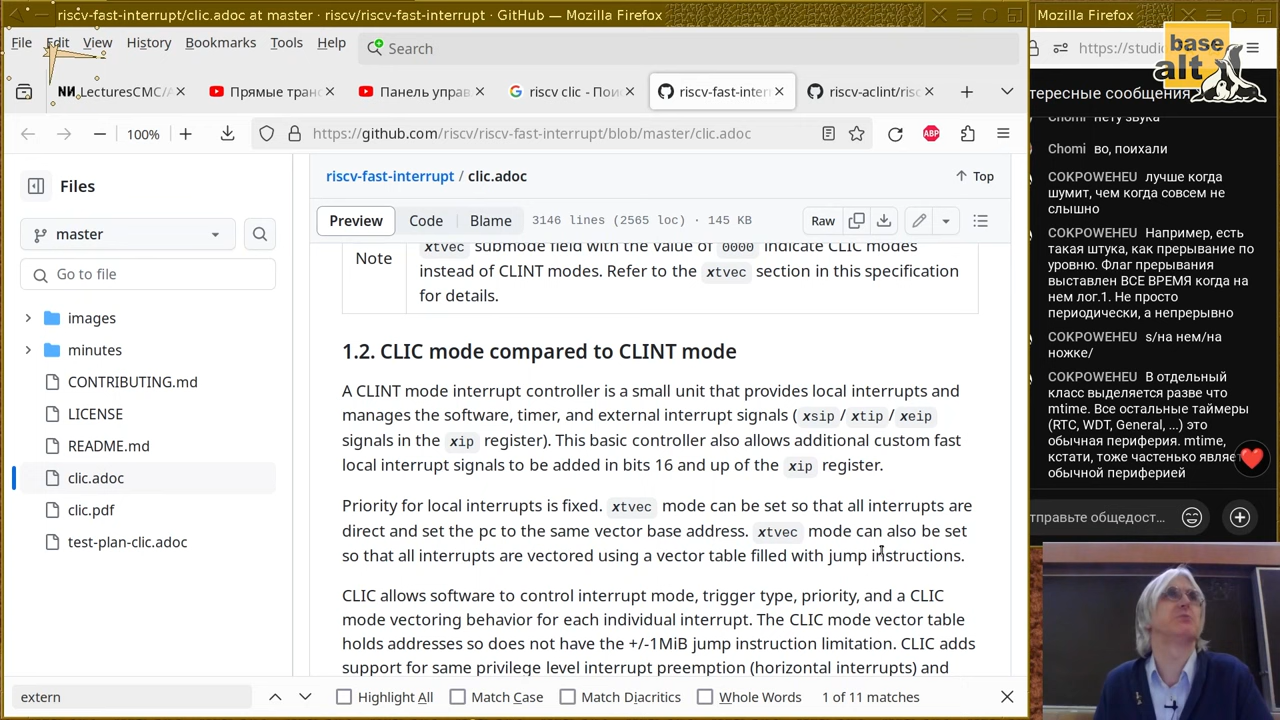 riscv-fast-interrupt/clic.adoc at master · riscv/riscv-fast-interrupt · GitHub — Mozilla Firefox
File Edit View History Bookmarks Tools Help
Search
LecturesCMC/
Прямые тран
Панель управ
riscv clic - Пои
riscv-fast-inter
riscv-aclint/risc
100%
https://github.com/riscv/riscv-fast-interrupt/blob/master/clic.adoc
ABP
Files
master
Go to file
images
minutes
CONTRIBUTING.md
LICENSE
README.md
clic.adoc
clic.pdf
test-plan-clic.adoc
riscv-fast-interrupt / clic.adoc
Top
Preview Code Blame 3146 lines (2565 loc) · 145 KB Raw
Note
xtvec submode field with the value of 0000 indicate CLIC modes
instead of CLINT modes. Refer to the xtvec section in this specification
for details.
1.2. CLIC mode compared to CLINT mode
A CLINT mode interrupt controller is a small unit that provides local interrupts and
manages the software, timer, and external interrupt signals ( xsip / xtip / xeip
signals in the xip register). This basic controller also allows additional custom fast
local interrupt signals to be added in bits 16 and up of the xip register.
Priority for local interrupts is fixed. xtvec mode can be set so that all interrupts are
direct and set the pc to the same vector base address. xtvec mode can also be set
so that all interrupts are vectored using a vector table filled with jump instructions.
CLIC allows software to control interrupt mode, trigger type, priority, and a CLIC
mode vectoring behavior for each individual interrupt. The CLIC mode vector table
holds addresses so does not have the +/-1MiB jump instruction limitation. CLIC adds
support for same privilege level interrupt preemption (horizontal interrupts) and
extern
Highlight All Match Case Match Diacritics Whole Words 1 of 11 matches
Mozilla Firefox
https://studi
base
alt
тересные сообщения
Chomi нету звука
Chomi во, поихали
COKPOWEHEU лучше когда
шумит, чем когда совсем не
слышно
COKPOWEHEU Например, есть
такая штука, как прерывание по
уровню. Флаг прерывания
выставлен ВСЕ ВРЕМЯ когда на
нем лог.1. Не просто
периодически, а непрерывно
COKPOWEHEU s/на нем/на
ножке/
COKPOWEHEU В отдельный
класс выделяется разве что
mtime. Все остальные таймеры
(RTC, WDT, General, ...) это
обычная периферия. mtime,
кстати, тоже частенько являе
обычной периферией
тправьте общедост...